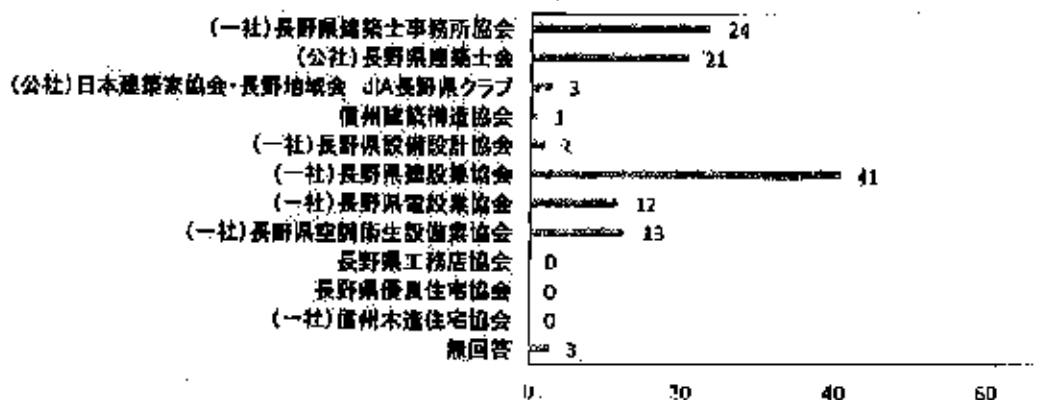 (一社)長野県建築士事務所協会 24
(公社)長野県建築士会 21
(公社)日本建築家協会・長野地域会 JIA長野県クラブ 3
信州建築構造協会 1
(一社)長野県設備設計協会 2
(一社)長野県建設業協会 41
(一社)長野県電設業協会 12
(一社)長野県空調衛生設備業協会 13
長野県工務店協会 0
長野県優良住宅協会 0
(一社)信州木造住宅協会 0
無回答 3
0 20 40 60